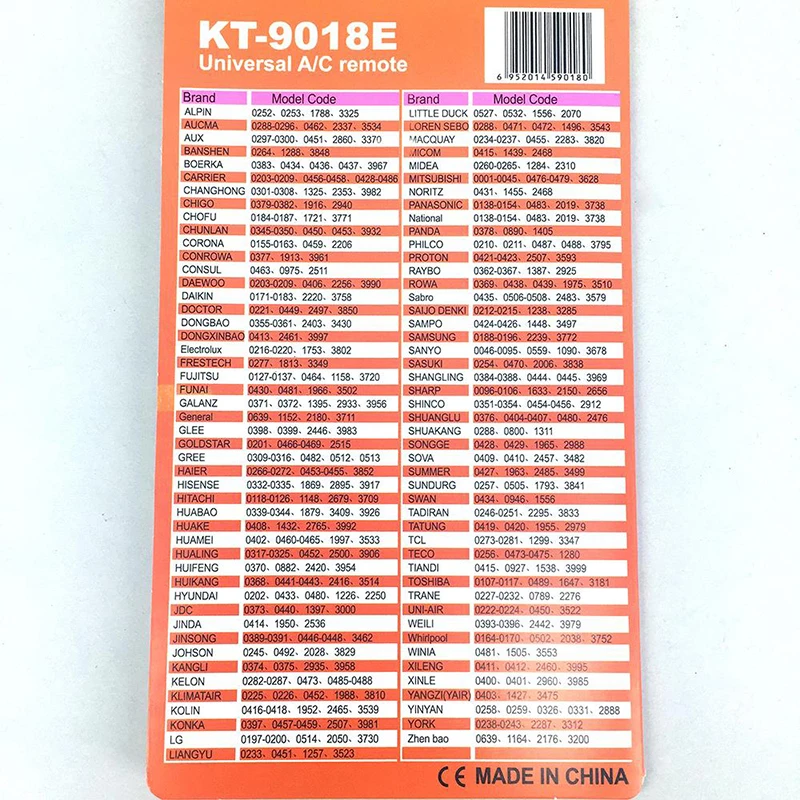 KT-9018E
Universal A/C remote
6 952014 590180
Brand Model Code
ALPIN 0252、0253、1788、3325
AUCMA 0288-0296、0462、2337、3534
AUX 0297-0300、0451、2860、3370
BANSHEN 0264、1288、3848
BOERKA 0383、0434、0436、0437、3967
CARRIER 0203-0209、0456-0458、0428-0486
CHANGHONG 0301-0308、1325、2353、3982
CHIGO 0379-0382、1916、2940
CHOFU 0184-0187、1721、3771
CHUNLAN 0345-0350、0450、0453、3932
CORONA 0155-0163、0459、2206
CONROWA 0377、1913、3961
CONSUL 0463、0975、2511
DAEWOO 0203-0209、0406、2256、3990
DAIKIN 0171-0183、2220、3758
DOCTOR 0221、0449、2497、3850
DONGBAO 0355-0361、2403、3430
DONGXINBAO 0413、2461、3997
Electrolux 0216-0220、1753、3802
FRESTECH 0277、1813、3349
FUJITSU 0127-0137、0464、1158、3720
FUNAI 0430、0481、1966、3502
GALANZ 0371、0372、1395、2933、3956
General 0639、1152、2180、3711
GLEE 0398、0399、2446、3983
GOLDSTAR 0201、0466-0469、2515
GREE 0309-0316、0482、0512、0513
HAIER 0266-0272、0453-0455、3852
HISENSE 0332-0335、1869、2895、3917
HITACHI 0118-0126、1148、2679、3709
HUABAO 0339-0344、1879、3409、3926
HUAKE 0408、1432、2765、3992
HUAMEI 0402、0460-0465、1997、3533
HUALING 0317-0325、0452、2500、3906
HUIFENG 0370、0882、2420、3954
HUIKANG 0368、0441-0443、2416、3514
HYUNDAI 0202、0433、0480、1226、2250
JDC 0373、0440、1397、3000
JINDA 0414、1950、2536
JINSONG 0389-0391、0446-0448、3462
JOHSON 0245、0492、2028、3829
KANGLI 0374、0375、2935、3958
KELON 0282-0287、0473、0485-0488
KLIMATAIR 0225、0226、0452、1988、3810
KOLIN 0416-0418、1952、2465、3539
KONKA 0397、0457-0459、2507、3981
LG 0197-0200、0514、2050、3730
LIANGYU 0233、0451、1257、3523
Brand Model Code
LITTLE DUCK 0527、0532、1556、2070
LOREN SEBO 0288、0471、0472、1496、3543
MACQUAY 0234-0237、0455、2283、3820
MICOM 0415、1439、2468
MIDEA 0260-0265、1284、2310
MITSUBISHI 0001-0045、0476-0479、3628
NORITZ 0431、1455、2468
PANASONIC 0138-0154、0483、2019、3738
National 0138-0154、0483、2019、3738
PANDA 0378、0890、1405
PHILCO 0210、0211、0487、0488、3795
PROTON 0421-0423、2507、3593
RAYBO 0362-0367、1387、2925
ROWA 0369、0438、0439、1975、3510
Sabro 0435、0506-0508、2483、3579
SAIJO DENKI 0212-0215、1238、3285
SAMPO 0424-0426、1448、3497
SAMSUNG 0188-0196、2239、3772
SANYO 0046-0095、0559、1090、3678
SASUKI 0254、0470、2006、3838
SHANGLING 0384-0388、0444、0445、3969
SHARP 0096-0106、1633、2150、2656
SHINCO 0351-0354、0454-0456、2912
SHUANGLU 0376、0404-0407、0480、2476
SHUAKANG 0288、0800、1311
SONGGE 0428、0429、1965、2988
SOVA 0409、0410、2457、3482
SUMMER 0427、1963、2485、3499
SUNDURG 0257、0505、1793、3841
SWAN 0434、0946、1556
TADIRAN 0246-0251、2295、3833
TATUNG 0419、0420、1955、2979
TCL 0273-0281、1299、3347
TECO 0256、0473-0475、1280
TIANDI 0415、0927、1538、3999
TOSHIBA 0107-0117、0489、1647、3181
TRANE 0227-0232、0789、2276
UNI-AIR 0222-0224、0450、3522
WEILI 0393-0396、2442、3979
Whirlpool 0164-0170、0502、2038、3752
WINIA 0481、1505、3553
XILENG 0411、0412、2460、3995
XINLE 0400、0401、2960、3985
YANGZI(YAIR) 0403、1427、3475
YINYAN 0258、0259、0326、0331、2888
YORK 0238-0243、2287、3312
Zhen bao 0639、1164、2176、3200
CE MADE IN CHINA